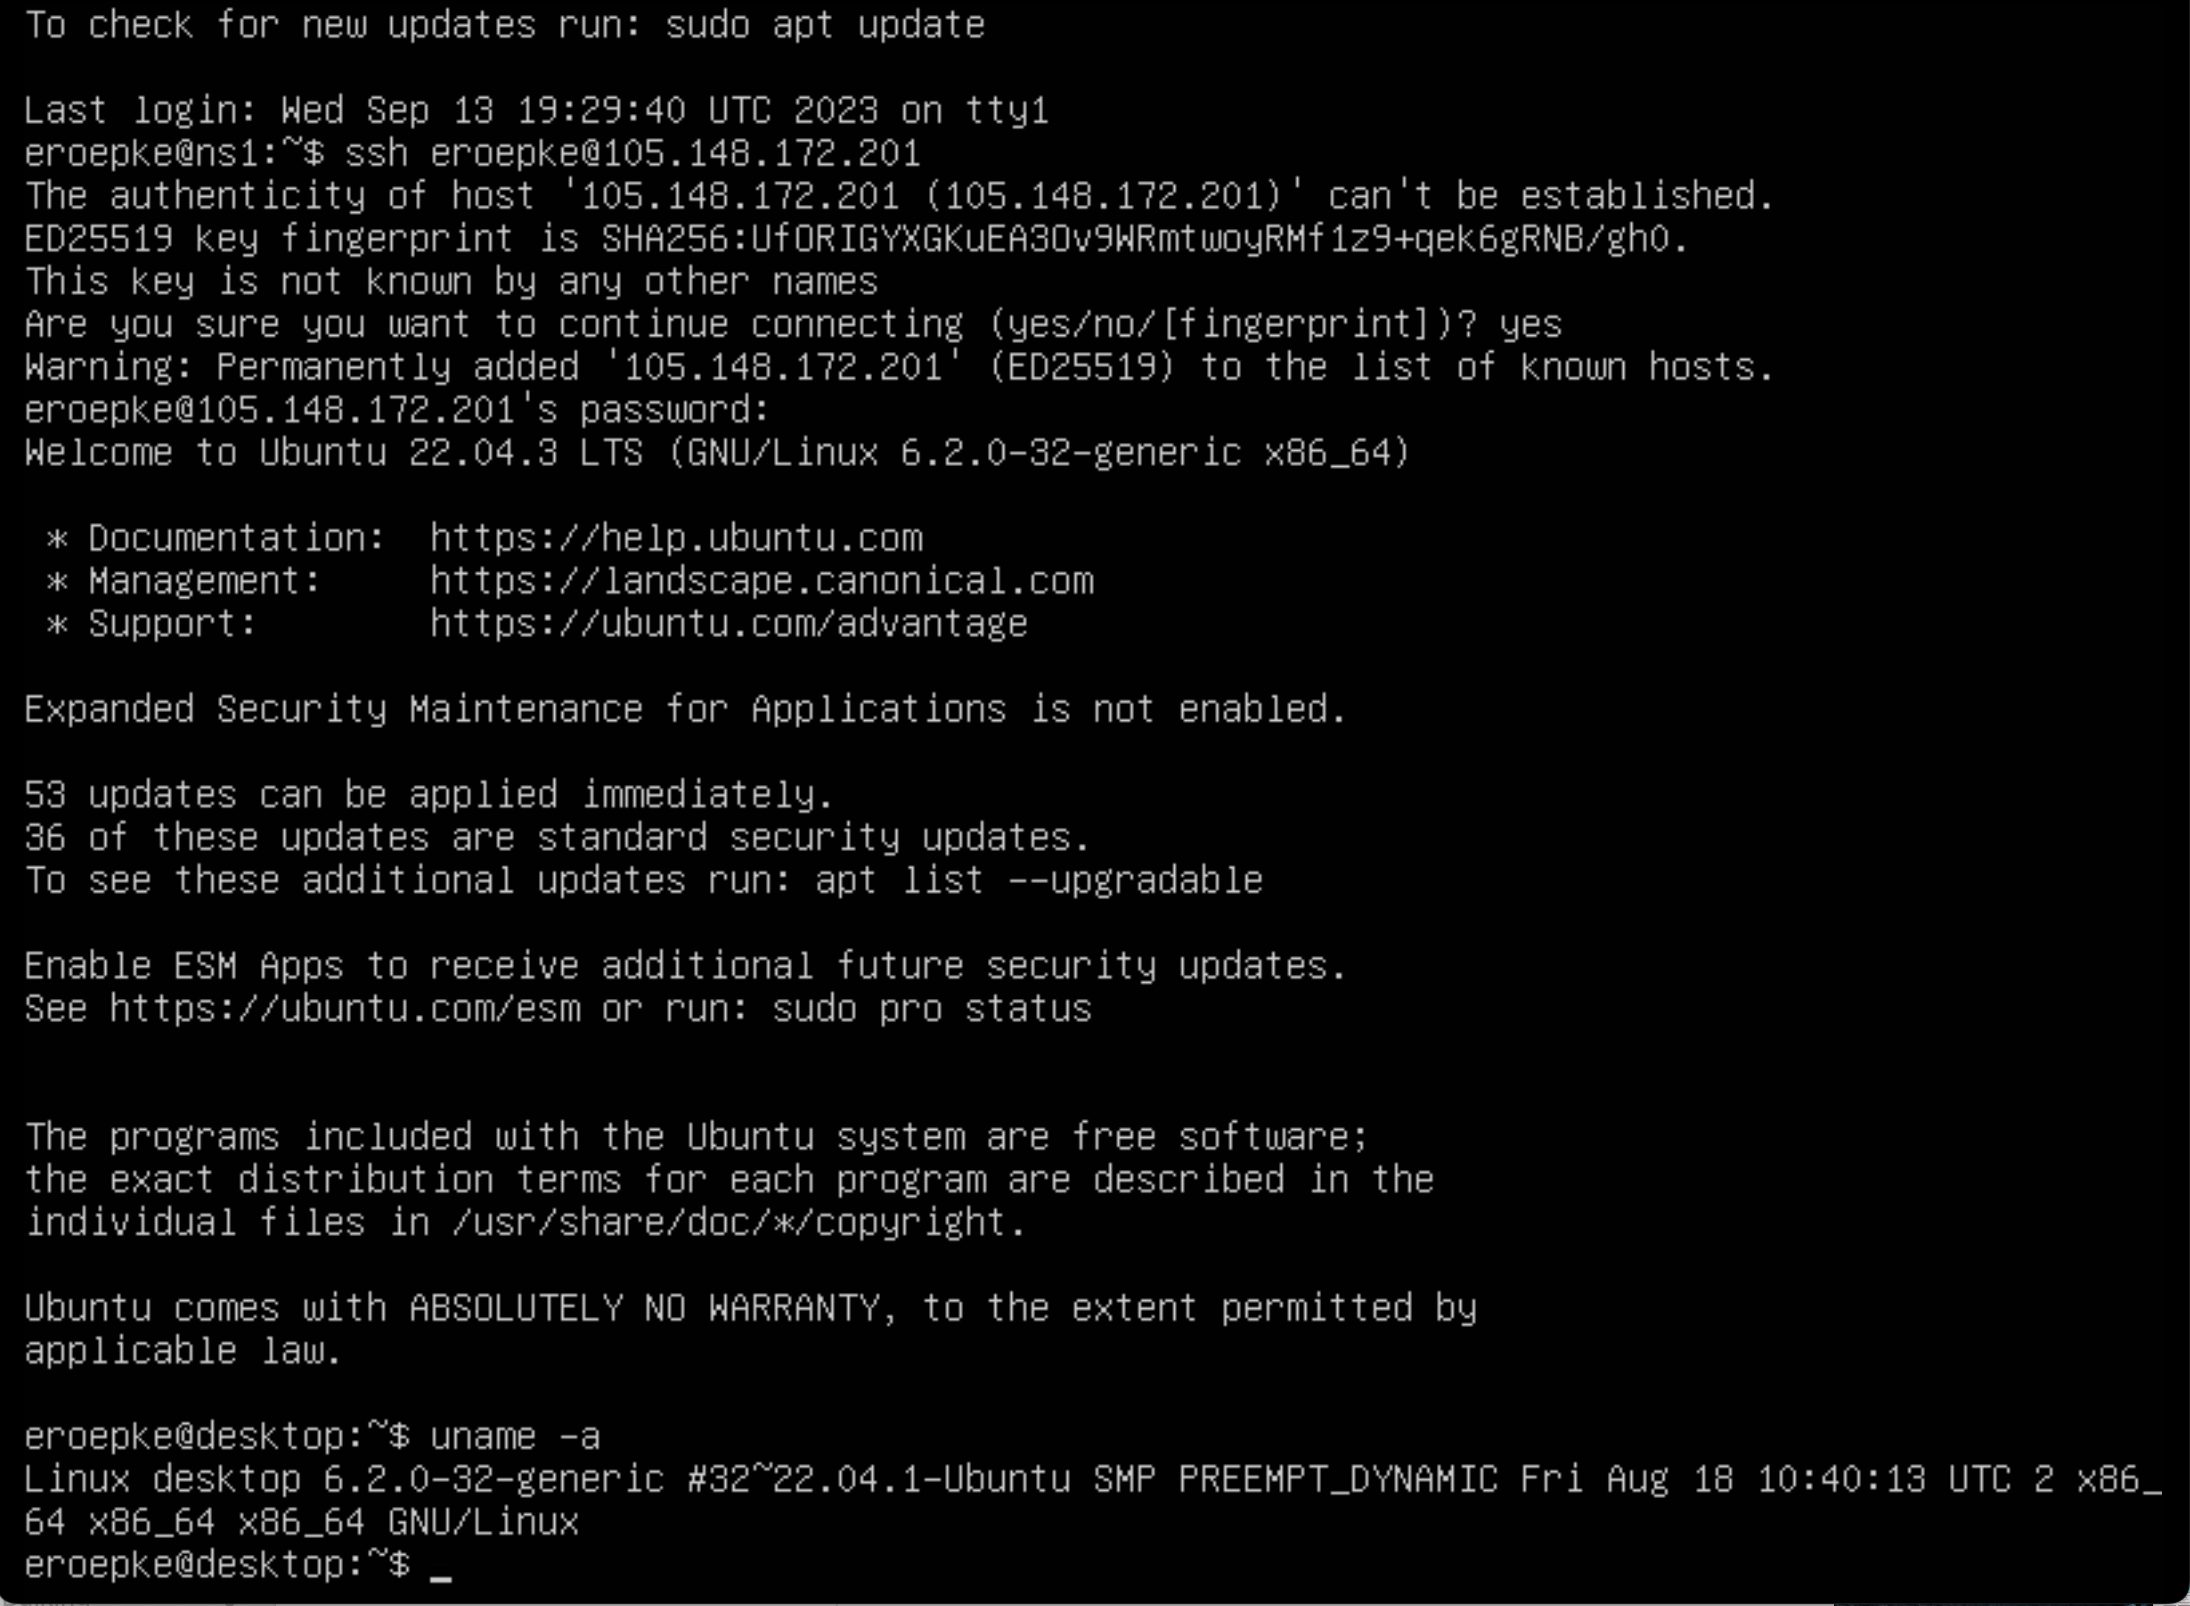 To check for new updates run: sudo apt update
Last login: Wed Sep 13 19:29:40 UTC 2023 on tty1
eroepke@ns1:~$ ssh eroepke@105.148.172.201
The authenticity of host '105.148.172.201 (105.148.172.201)' can't be established.
ED25519 key fingerprint is SHA256:UfORIGYXGKuEA3Ov9WRmtwoyRMf1z9+qek6gRNB/gh0.
This key is not known by any other names
Are you sure you want to continue connecting (yes/no/[fingerprint])? yes
Warning: Permanently added '105.148.172.201' (ED25519) to the list of known hosts.
eroepke@105.148.172.201's password:
Welcome to Ubuntu 22.04.3 LTS (GNU/Linux 6.2.0-32-generic x86_64)
 * Documentation:  https://help.ubuntu.com
 * Management:     https://landscape.canonical.com
 * Support:        https://ubuntu.com/advantage
Expanded Security Maintenance for Applications is not enabled.
53 updates can be applied immediately.
36 of these updates are standard security updates.
To see these additional updates run: apt list --upgradable
Enable ESM Apps to receive additional future security updates.
See https://ubuntu.com/esm or run: sudo pro status
The programs included with the Ubuntu system are free software;
the exact distribution terms for each program are described in the
individual files in /usr/share/doc/*/copyright.
Ubuntu comes with ABSOLUTELY NO WARRANTY, to the extent permitted by
applicable law.
eroepke@desktop:~$ uname -a
Linux desktop 6.2.0-32-generic #32~22.04.1-Ubuntu SMP PREEMPT_DYNAMIC Fri Aug 18 10:40:13 UTC 2 x86_
64 x86_64 x86_64 GNU/Linux
eroepke@desktop:~$ _